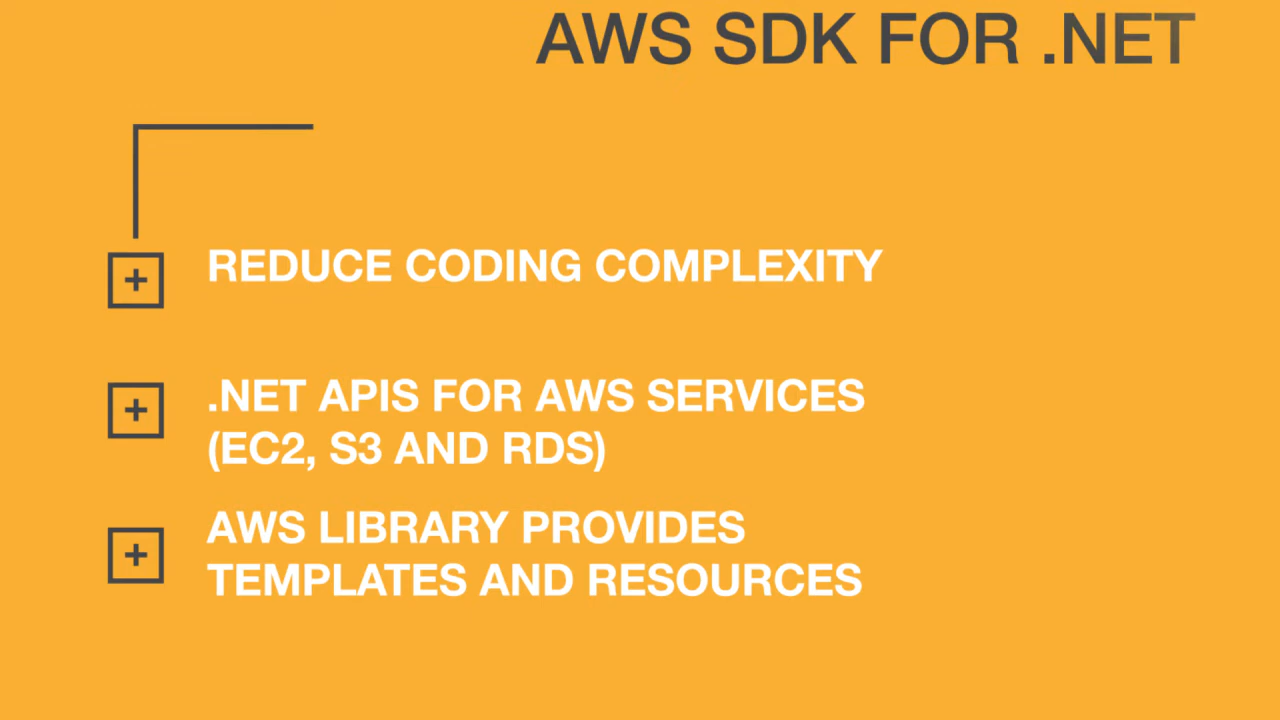 AWS SDK FOR .NET
REDUCE CODING COMPLEXITY
.NET APIS FOR AWS SERVICES
(EC2, S3 AND RDS)
AWS LIBRARY PROVIDES
TEMPLATES AND RESOURCES